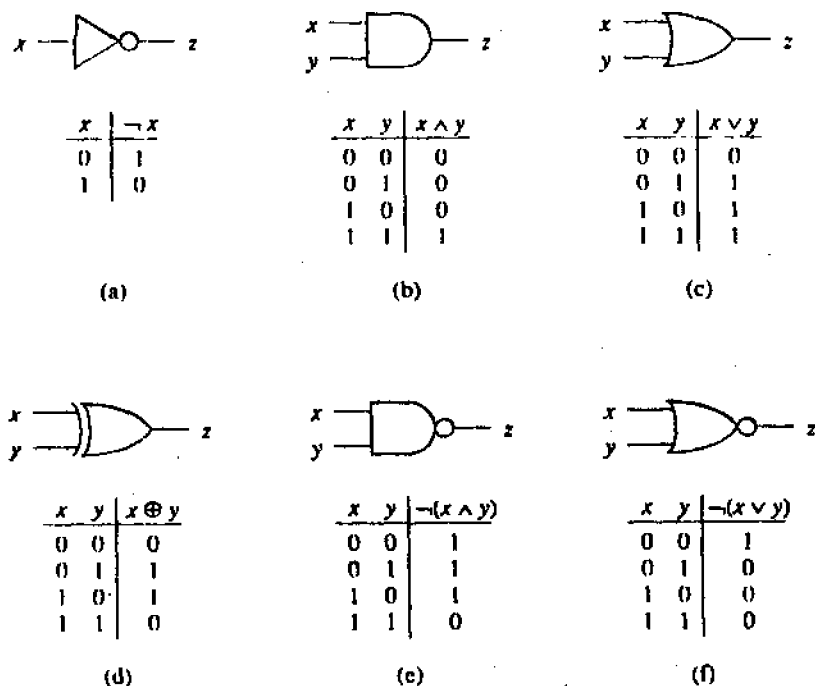 x z
x ¬ x
0 1
1 0
(a)
x
y z
x y x ∧ y
0 0 0
0 1 0
1 0 0
1 1 1
(b)
x
y z
x y x ∨ y
0 0 0
0 1 1
1 0 1
1 1 1
(c)
x
y z
x y x ⊕ y
0 0 0
0 1 1
1 0 1
1 1 0
(d)
x
y z
x y ¬(x ∧ y)
0 0 1
0 1 1
1 0 1
1 1 0
(e)
x
y z
x y ¬(x ∨ y)
0 0 1
0 1 0
1 0 0
1 1 0
(f)